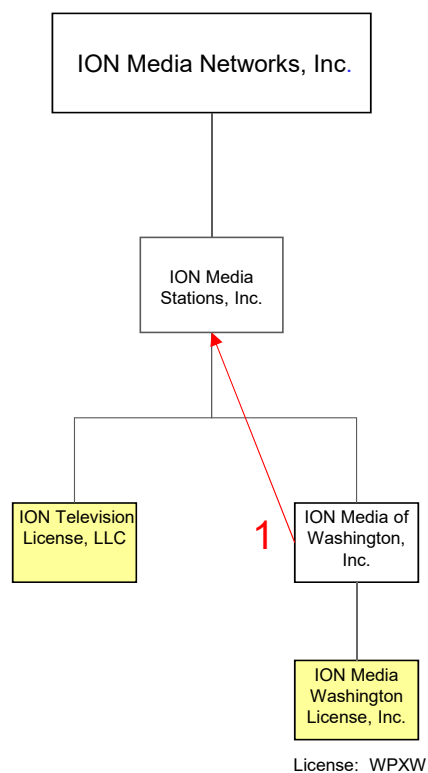 ION Media Networks, Inc.
ION Media
Stations, Inc.
ION Television
License, LLC
1
ION Media of
Washington,
Inc.
ION Media
Washington
License, Inc.
License: WPXW